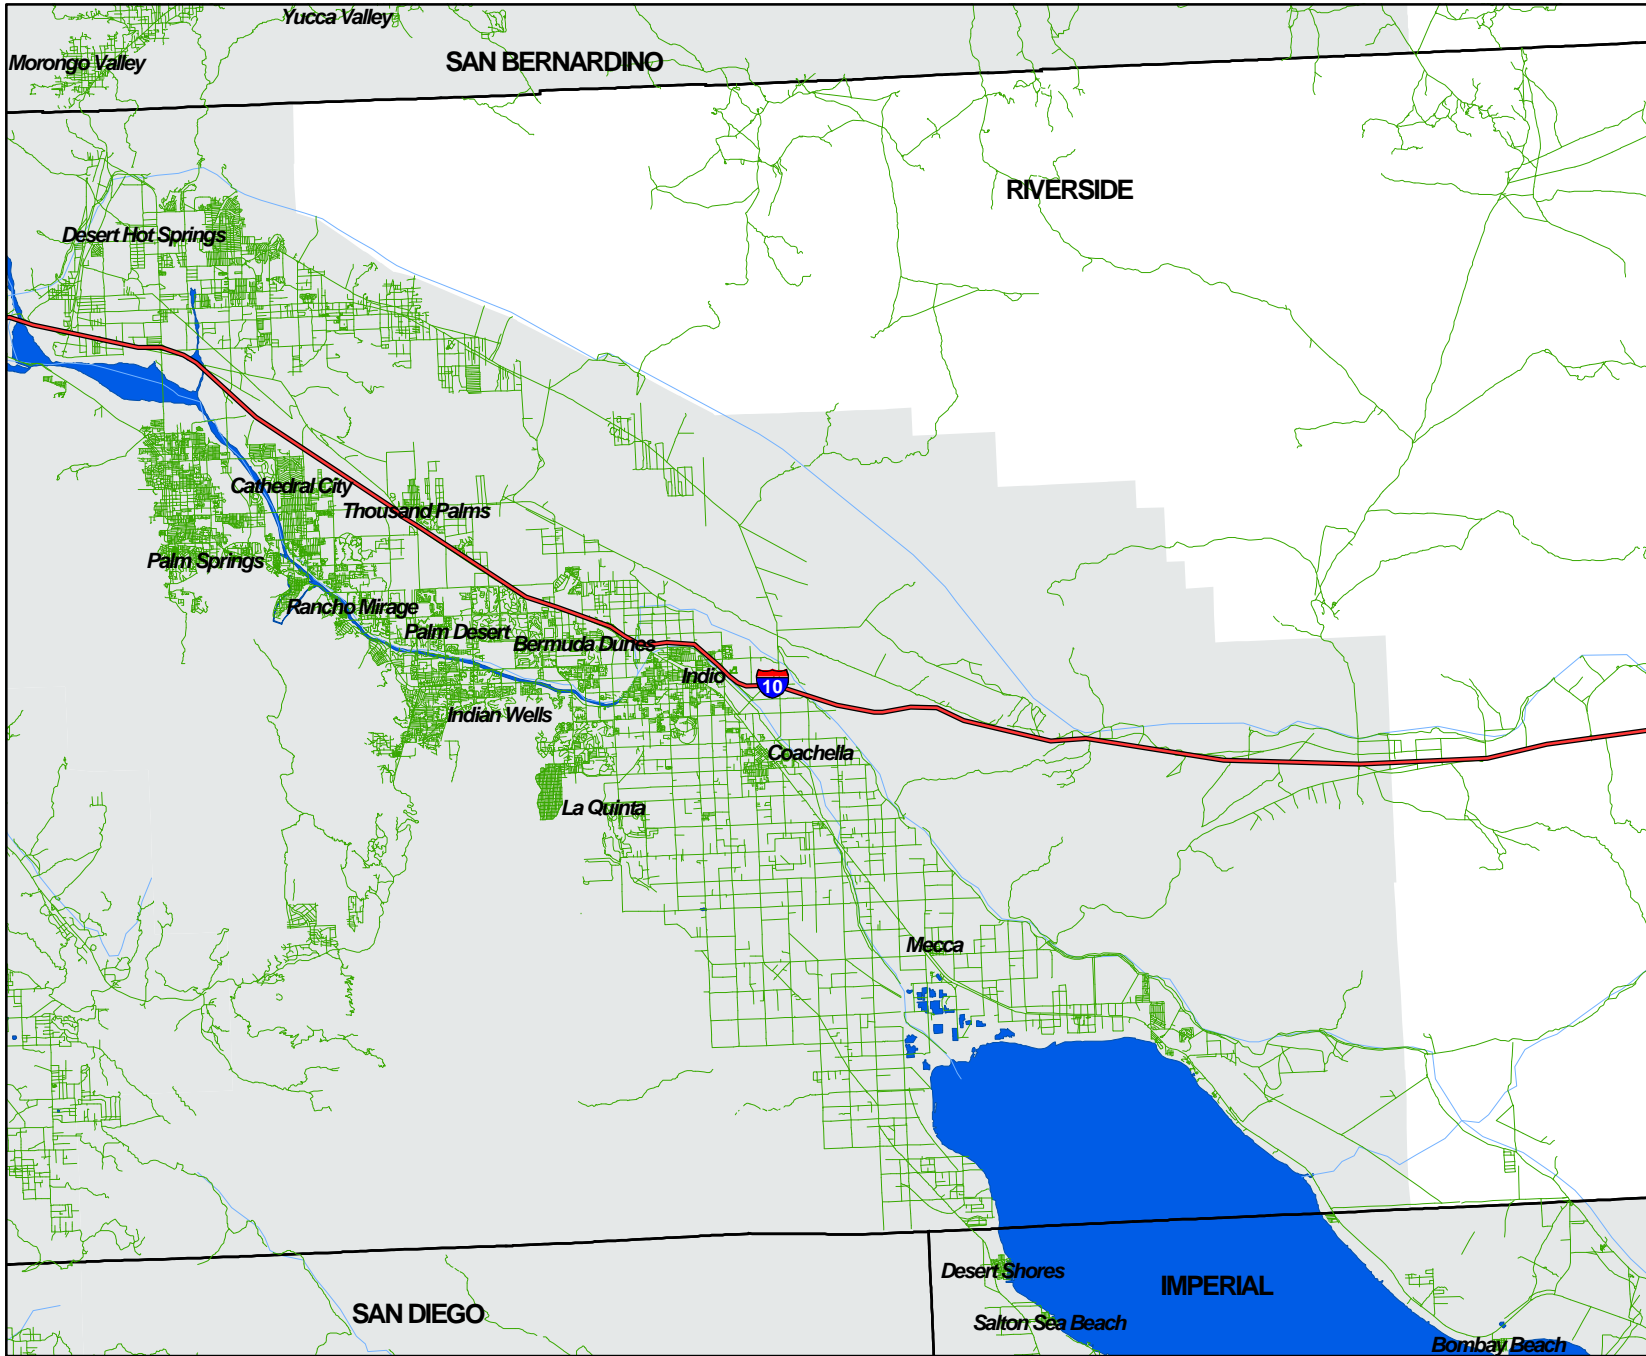 Yucca Valley
Morongo Valley
SAN BERNARDINO
RIVERSIDE
Desert Hot Springs
Cathedral City
Thousand Palms
Palm Springs
Rancho Mirage
Palm Desert
Bermuda Dunes
Indio
10
Indian Wells
Coachella
La Quinta
Mecca
Desert Shores
IMPERIAL
SAN DIEGO
Salton Sea Beach
Bombay Beach